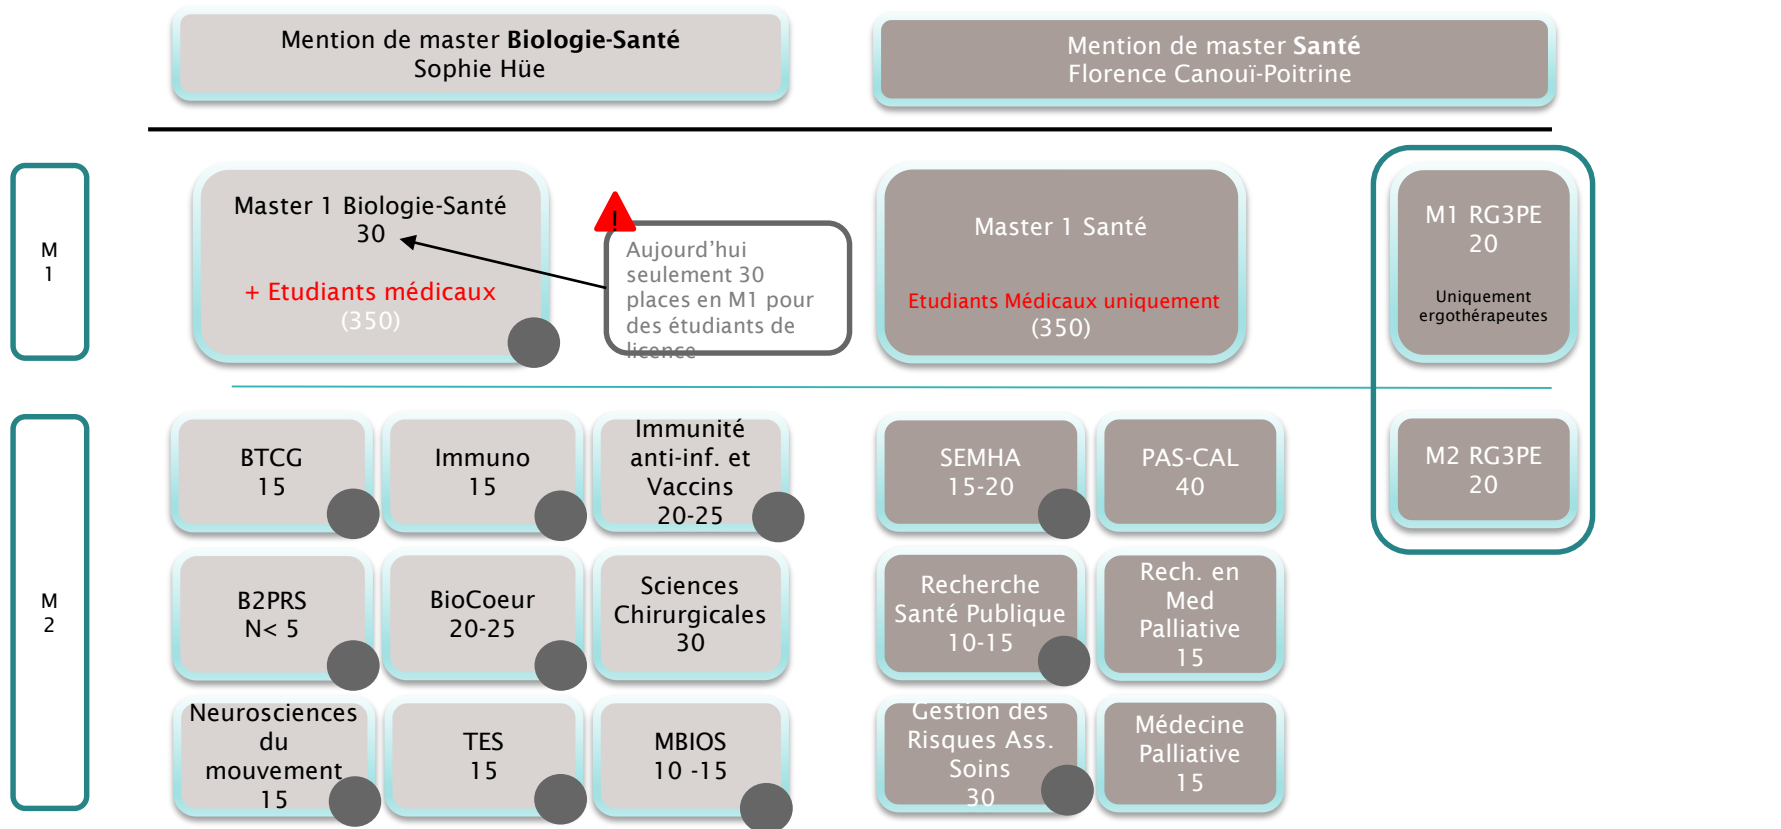 Mention de master Biologie-Santé
Sophie Hüe
Mention de master Santé
Florence Canouï-Poitrine
M
1
Master 1 Biologie-Santé
30
+ Etudiants médicaux
(350)
!
Aujourd’hui
seulement 30
places en M1 pour
des étudiants de
licence
Master 1 Santé
Etudiants Médicaux uniquement
(350)
M1 RG3PE
20
Uniquement
ergothérapeutes
M
2
BTCG
15
Immuno
15
Immunité
anti-inf. et
Vaccins
20-25
SEMHA
15-20
PAS-CAL
40
M2 RG3PE
20
B2PRS
N< 5
BioCoeur
20-25
Sciences
Chirurgicales
30
Recherche
Santé Publique
10-15
Rech. en
Med
Palliative
15
Neurosciences
du
mouvement
15
TES
15
MBIOS
10 -15
Gestion des
Risques Ass.
Soins
30
Médecine
Palliative
15